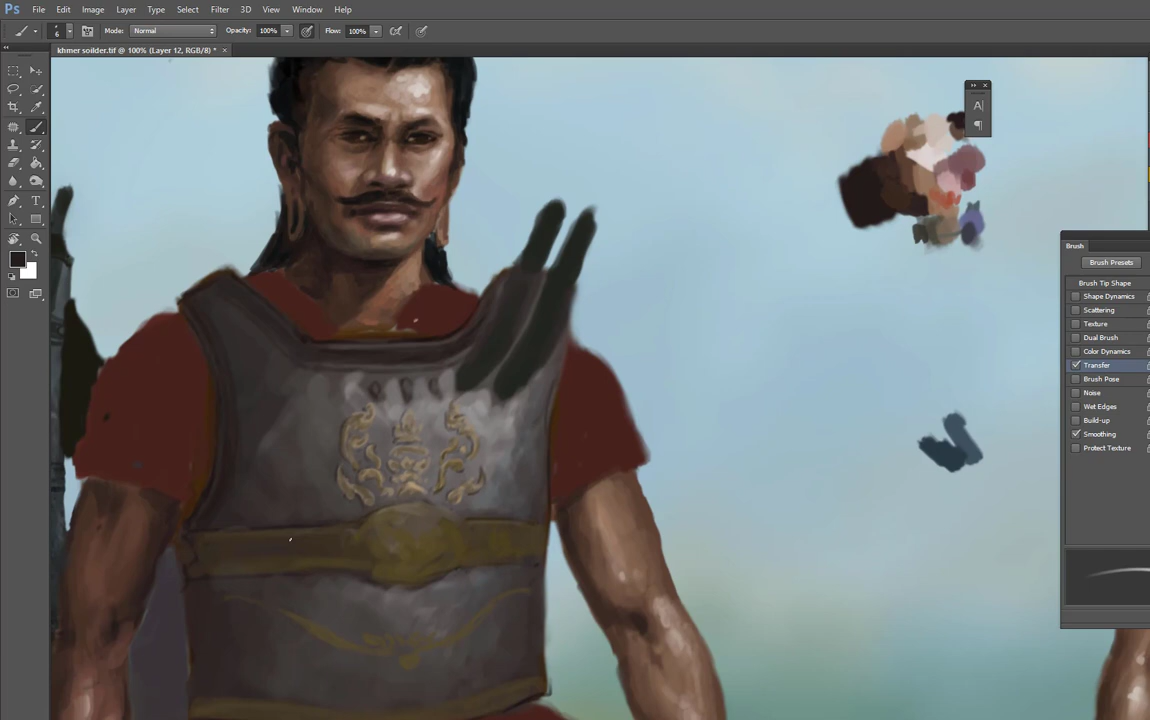 Ps File Edit Image Layer Type Select Filter 3D View Window Help
6 Mode: Normal Opacity: 100% Flow: 100%
khmer soilder.tif @ 100% (Layer 12, RGB/8) * ×
A|
Brush
Brush Presets
Brush Tip Shape
Shape Dynamics
Scattering
Texture
Dual Brush
Color Dynamics
Transfer
Brush Pose
Noise
Wet Edges
Build-up
Smoothing
Protect Texture